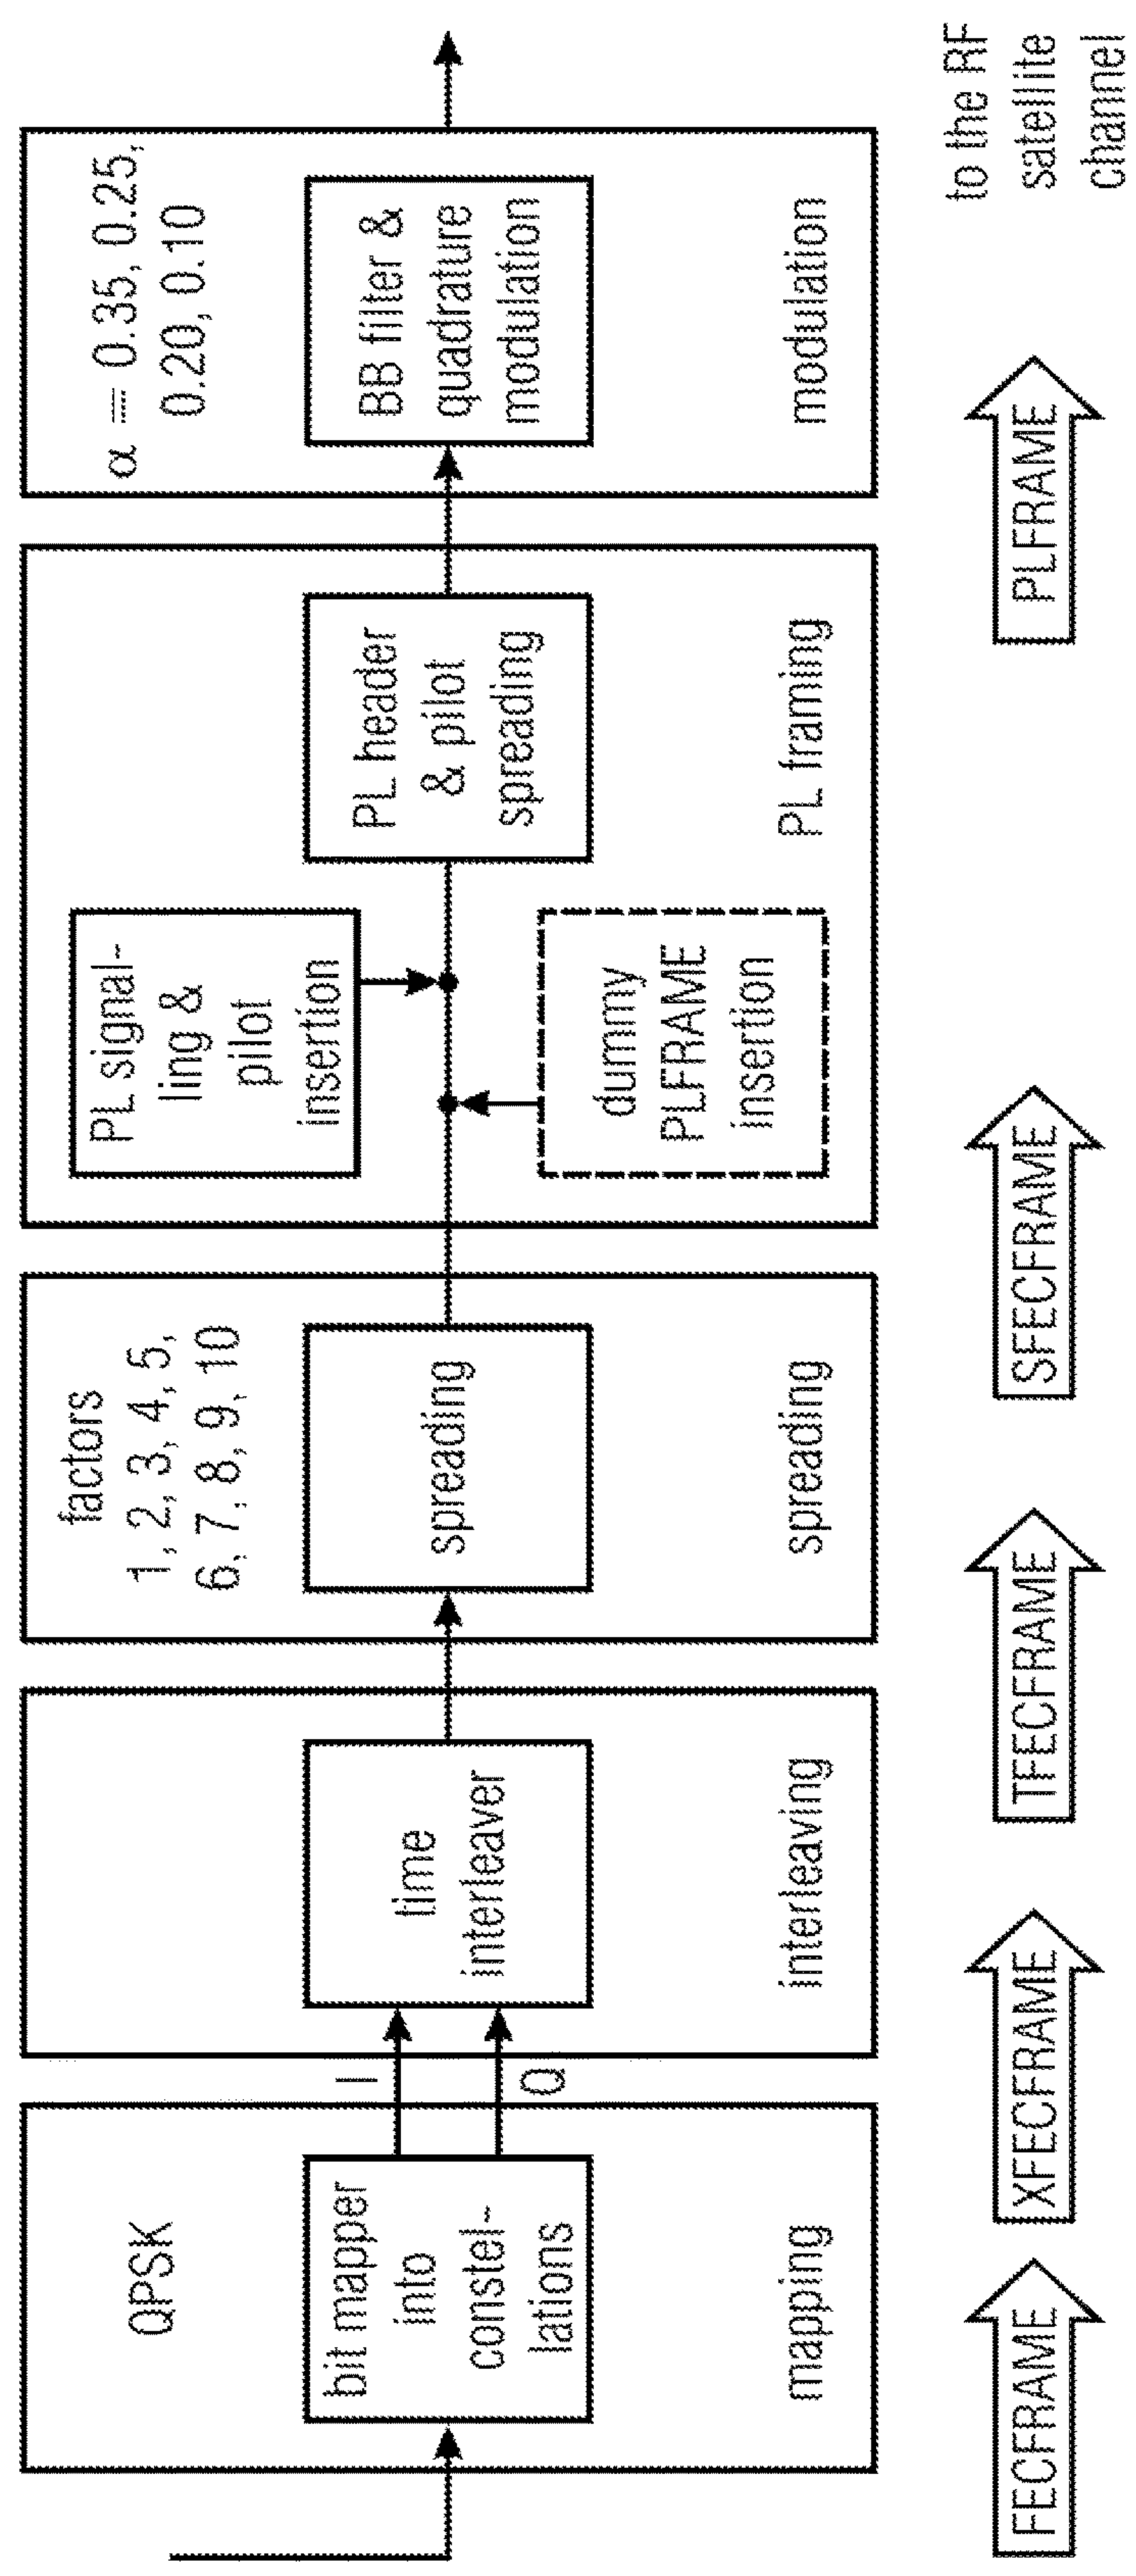 QPSK
bit mapper
into
constel-
lations
mapping
I
Q
time
interleaver
interleaving
factors
1, 2, 3, 4, 5,
6, 7, 8, 9, 10
spreading
spreading
PL signal-
ling &
pilot
insertion
dummy
PLFRAME
insertion
PL header
& pilot
spreading
PL framing
α = 0.35, 0.25,
0.20, 0.10
BB filter &
quadrature
modulation
modulation
FECFRAME
XFECFRAME
TFECFRAME
SFECFRAME
PLFRAME
to the RF
satellite
channel